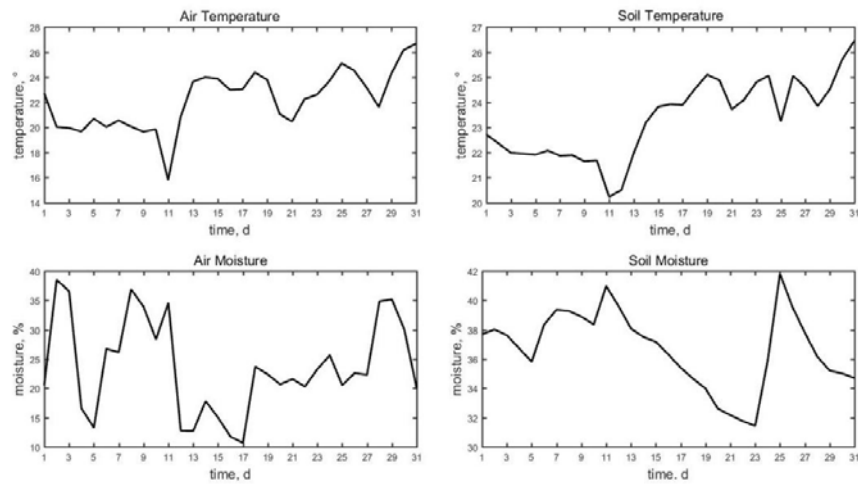 Air Temperature
temperature, °
28
26
24
22
20
18
16
14
1 3 5 7 9 11 13 15 17 19 21 23 25 27 29 31
time, d
Soil Temperature
temperature, °
27
26
25
24
23
22
21
20
1 3 5 7 9 11 13 15 17 19 21 23 25 27 29 31
time, d
Air Moisture
moisture, %
40
35
30
25
20
15
10
1 3 5 7 9 11 13 15 17 19 21 23 25 27 29 31
time, d
Soil Moisture
moisture, %
42
40
38
36
34
32
30
1 3 5 7 9 11 13 15 17 19 21 23 25 27 29 31
time. d